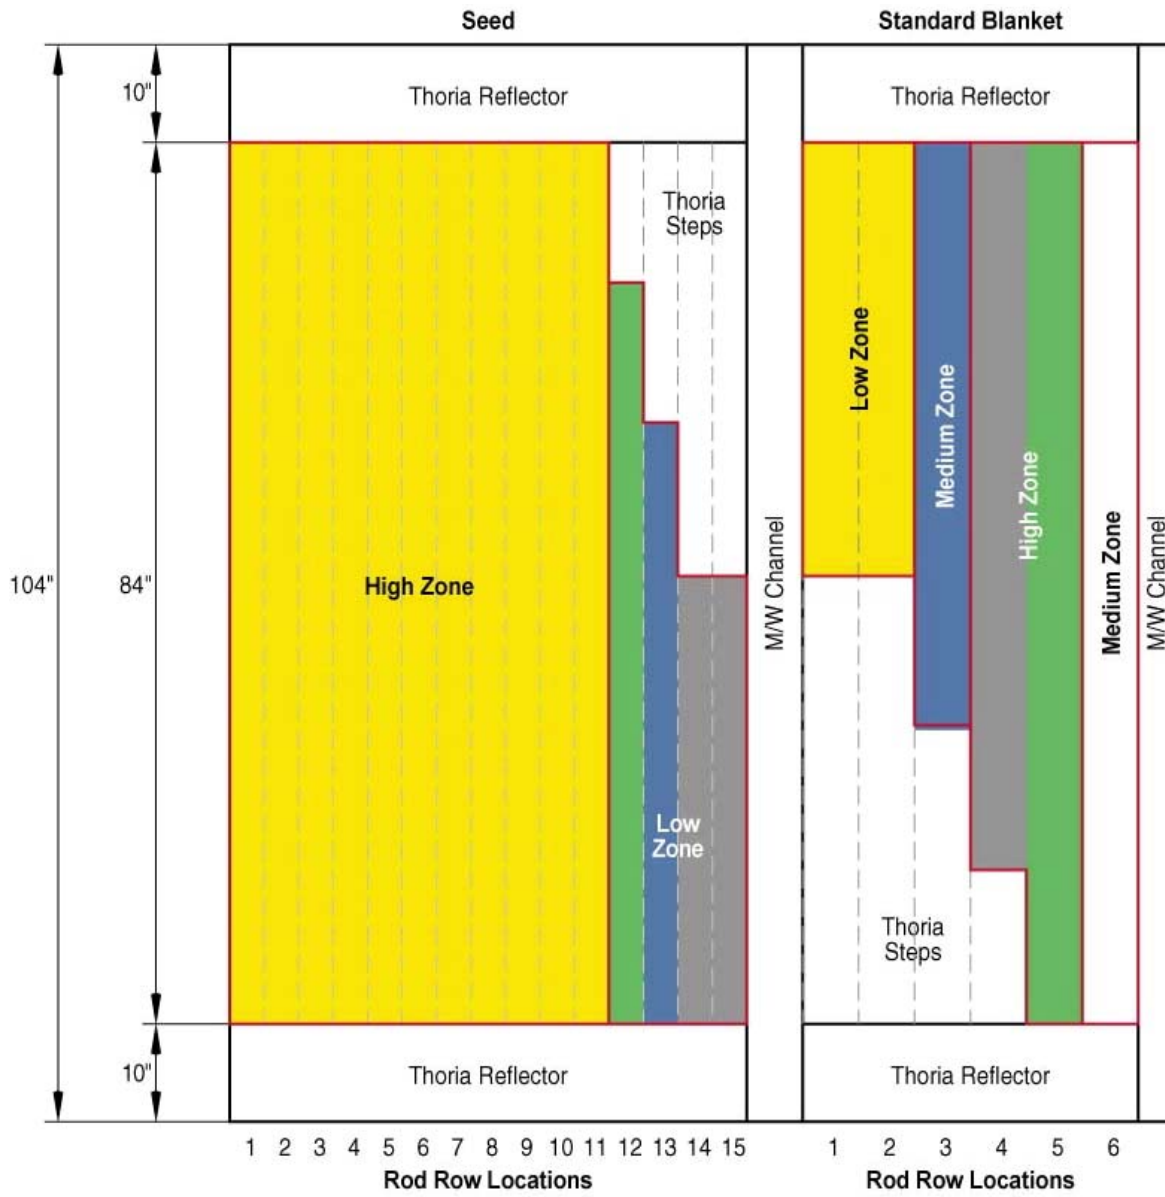 Seed
Standard Blanket
10"
Thoria Reflector
Thoria Reflector
Thoria
Steps
Low Zone
Medium Zone
High Zone
104"
84"
High Zone
M/W Channel
Medium Zone
M/W Channel
Low
Zone
Thoria
Steps
10"
Thoria Reflector
Thoria Reflector
1 2 3 4 5 6 7 8 9 10 11 12 13 14 15
1 2 3 4 5 6
Rod Row Locations
Rod Row Locations